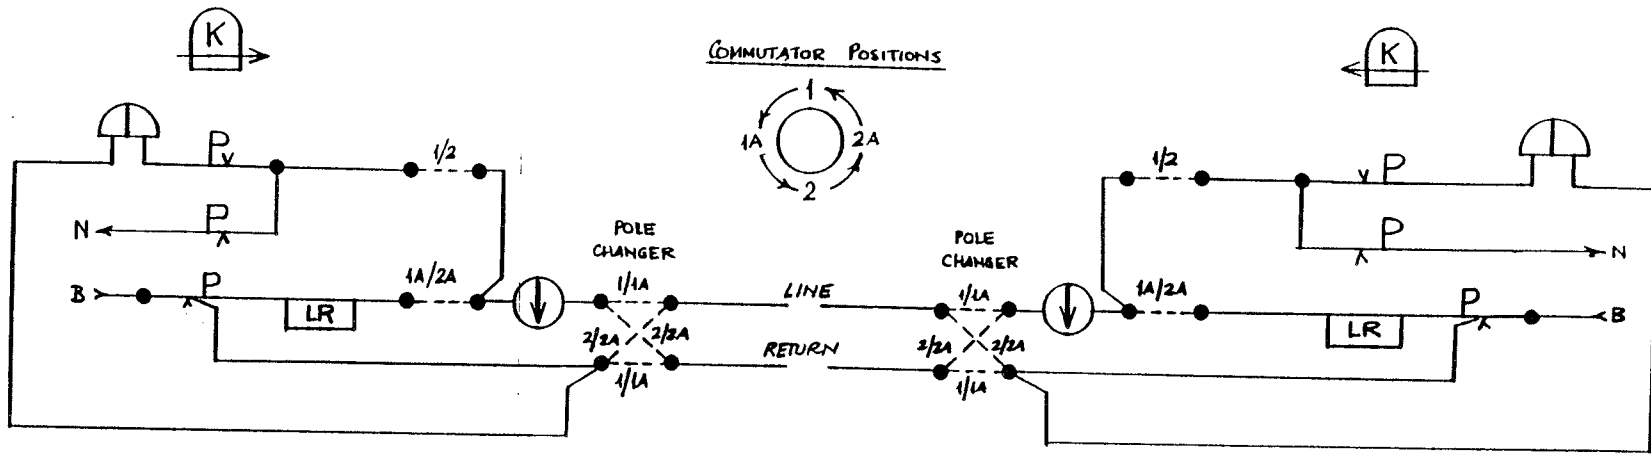 K
K
COMMUTATOR POSITIONS
1
1A
2A
2
P
1/2
1/2
P
N
P
P
N
POLE
CHANGER
POLE
CHANGER
B
P
LR
1A/2A
1/1A
LINE
1/1A
1A/2A
LR
P
B
2/2A
2/2A
RETURN
2/2A
2/2A
1/1A
1/1A